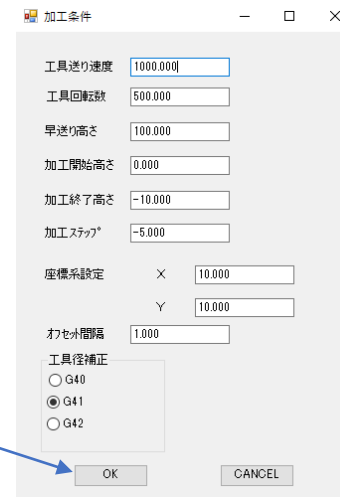 加工条件
工具送り速度 1000.000
工具回転数 500.000
早送り高さ 100.000
加工開始高さ 0.000
加工終了高さ -10.000
加工ｽﾃｯﾌﾟ -5.000
座標系設定 X 10.000
Y 10.000
ｵﾌｾｯﾄ間隔 1.000
工具径補正
G40
G41
G42
OK CANCEL